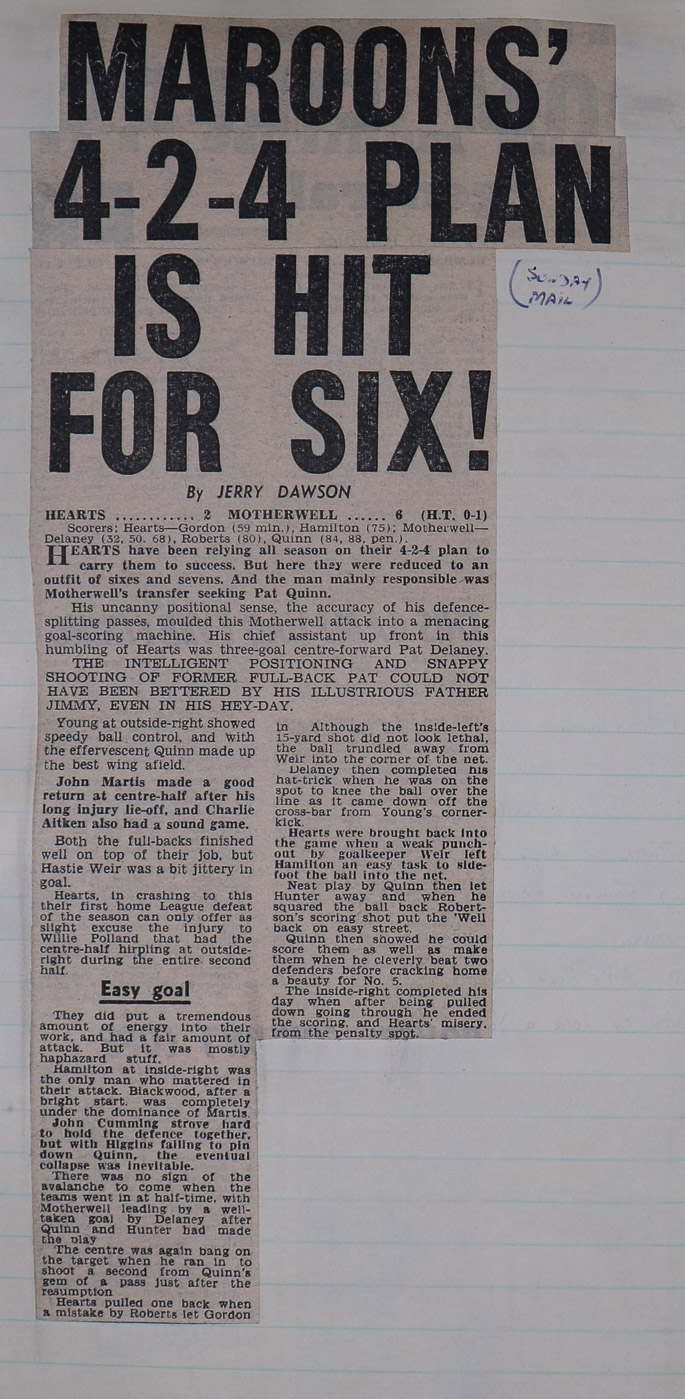 MAROONS'
4-2-4 PLAN
IS HIT
FOR SIX!
(SUNDAY
MAIL)
By JERRY DAWSON
HEARTS ............ 2 MOTHERWELL ...... 6 (H.T. 0-1)
Scorers: Hearts—Gordon (59 min.), Hamilton (75); Motherwell—
Delaney (32, 50. 68), Roberts (80), Quinn (84, 88, pen.).
HEARTS have been relying all season on their 4-2-4 plan to
carry them to success. But here they were reduced to an
outfit of sixes and sevens. And the man mainly responsible was
Motherwell's transfer seeking Pat Quinn.
His uncanny positional sense, the accuracy of his defence-
splitting passes, moulded this Motherwell attack into a menacing
goal-scoring machine. His chief assistant up front in this
humbling of Hearts was three-goal centre-forward Pat Delaney.
THE INTELLIGENT POSITIONING AND SNAPPY
SHOOTING OF FORMER FULL-BACK PAT COULD NOT
HAVE BEEN BETTERED BY HIS ILLUSTRIOUS FATHER
JIMMY, EVEN IN HIS HEY-DAY.
Young at outside-right showed
speedy ball control, and with
the effervescent Quinn made up
the best wing afield.
John Martis made a good
return at centre-half after his
long injury lie-off, and Charlie
Aitken also had a sound game.
Both the full-backs finished
well on top of their job, but
Hastie Weir was a bit jittery in
goal.
Hearts, in crashing to this
their first home League defeat
of the season can only offer as
slight excuse the injury to
Willie Polland that had the
centre-half hirpling at outside-
right during the entire second
half.
Easy goal
They did put a tremendous
amount of energy into their
work, and had a fair amount of
attack. But it was mostly
haphazard stuff.
Hamilton at inside-right was
the only man who mattered in
their attack. Blackwood, after a
bright start. was completely
under the dominance of Martis.
John Cumming strove hard
to hold the defence together,
but with Higgins failing to pin
down Quinn, the eventual
collapse was inevitable.
There was no sign of the
avalanche to come when the
teams went in at half-time. with
Motherwell leading by a well-
taken goal by Delaney after
Quinn and Hunter had made
the play
The centre was again bang on
the target when he ran in to
shoot a second from Quinn's
gem of a pass just after the
resumption
Hearts pulled one back when
a mistake by Roberts let Gordon
in Although the inside-left's
15-yard shot did not look lethal,
the ball trundled away from
Weir into the corner of the net.
Delaney then completed his
hat-trick when he was on the
spot to knee the ball over the
line as it came down off the
cross-bar from Young's corner-
kick.
Hearts were brought back into
the game when a weak punch-
out by goalkeeper Weir left
Hamilton an easy task to side-
foot the ball into the net.
Neat play by Quinn then let
Hunter away and when he
squared the ball back Robert-
son's scoring shot put the 'Well
back on easy street.
Quinn then showed he could
score them as well as make
them when he cleverly beat two
defenders before cracking home
a beauty for No. 5.
The inside-right completed his
day when after being pulled
down going through he ended
the scoring, and Hearts' misery,
from the penalty spot.